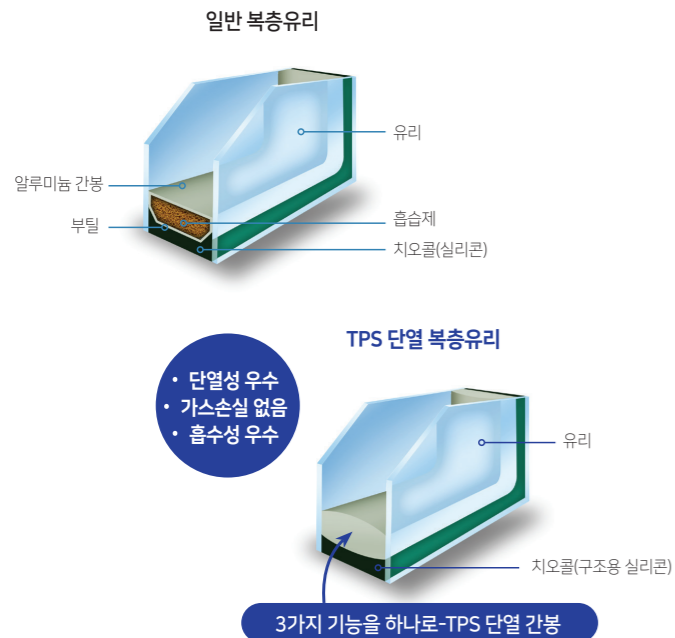 일반 복층유리
유리
알루미늄 간봉
부틸
흡습제
치오콜(실리콘)
TPS 단열 복층유리
• 단열성 우수
• 가스손실 없음
• 흡수성 우수
유리
치오콜(구조용 실리콘)
3가지 기능을 하나로-TPS 단열 간봉